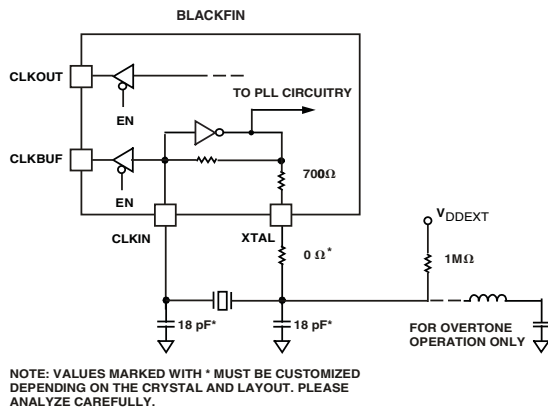 BLACKFIN
CLKOUT
TO PLL CIRCUITRY
EN
CLKBUF
700Ω
EN
CLKIN
XTAL
VDDEXT
0 Ω*
1MΩ
18 pF*
18 pF*
FOR OVERTONE
OPERATION ONLY
NOTE: VALUES MARKED WITH * MUST BE CUSTOMIZED
DEPENDING ON THE CRYSTAL AND LAYOUT. PLEASE
ANALYZE CAREFULLY.